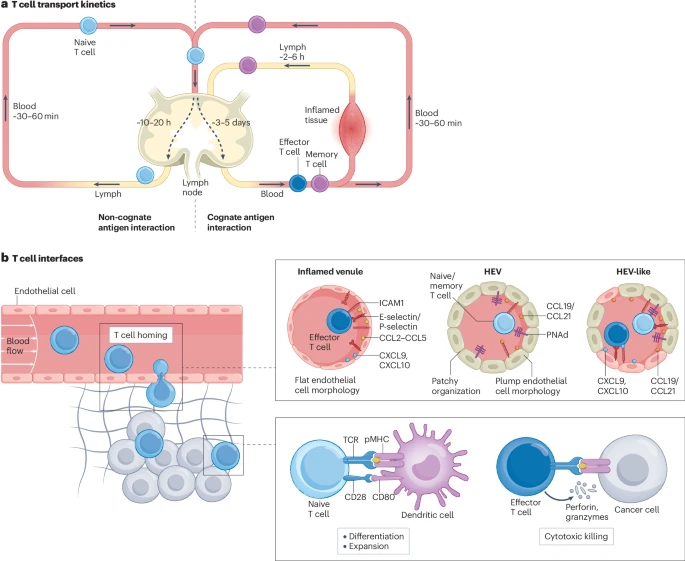 a T cell transport kinetics
Naive
T cell
Lymph
~2–6 h
Blood
~30–60 min
~10–20 h
~3–5 days
Inflamed
tissue
Blood
~30–60 min
Effector
T cell
Memory
T cell
Lymph
Lymph
node
Blood
Non-cognate
antigen interaction
Cognate antigen
interaction
b T cell interfaces
Endothelial cell
Blood
flow
T cell homing
Inflamed venule
ICAM1
E-selectin/
P-selectin
Effector
T cell
CCL2–CCL5
CXCL9,
CXCL10
Flat endothelial
cell morphology
HEV
Naive/
memory
T cell
CCL19/
CCL21
PNAd
Patchy
organization
Plump endothelial
cell morphology
HEV-like
CXCL9,
CXCL10
CCL19/
CCL21
TCR
pMHC
CD28
CD80
Naive
T cell
Dendritic cell
• Differentiation
• Expansion
Effector
T cell
Perforin,
granzymes
Cancer cell
Cytotoxic killing